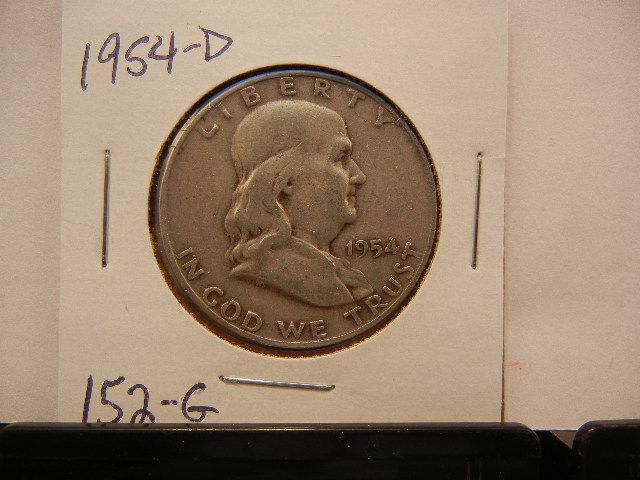 1954-D
LIBERTY
1954
IN GOD WE TRUST
152-G